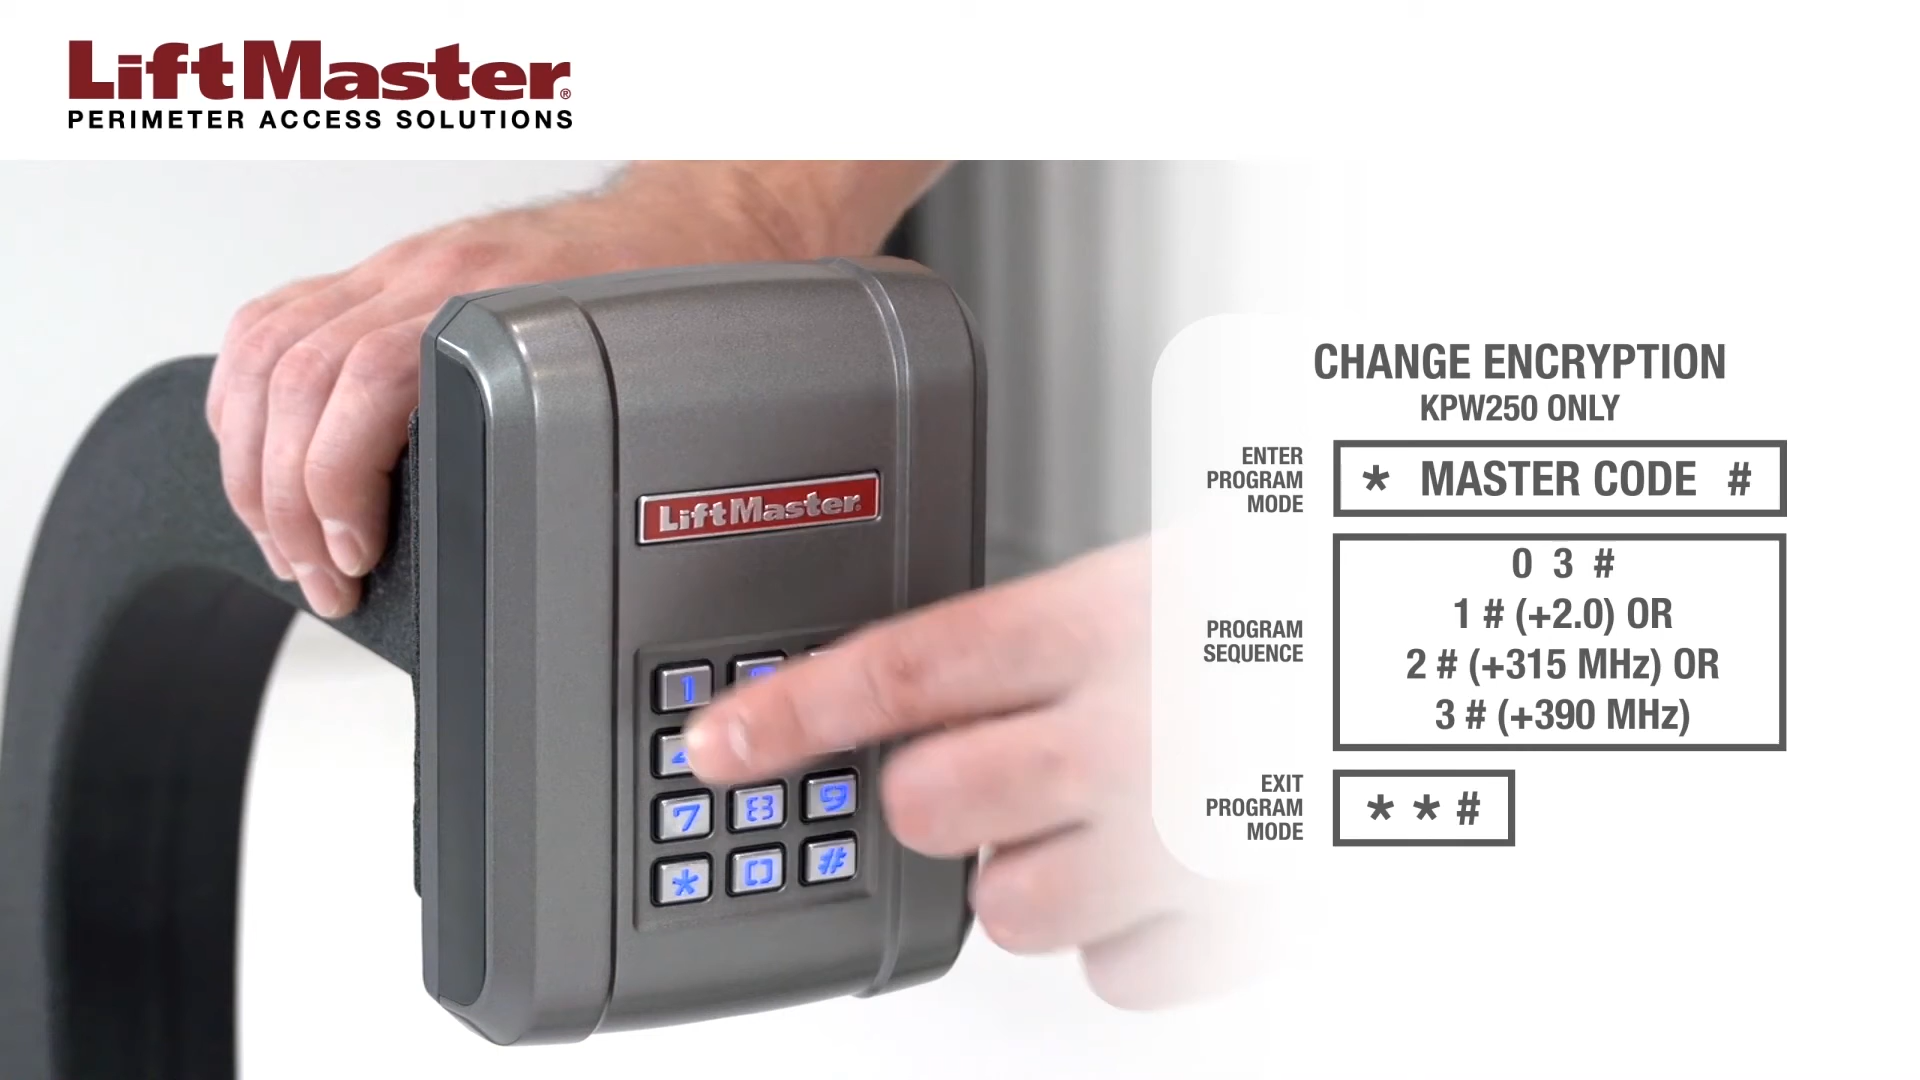 LiftMaster®
PERIMETER ACCESS SOLUTIONS
CHANGE ENCRYPTION
KPW250 ONLY
ENTER
PROGRAM
MODE
* MASTER CODE #
PROGRAM
SEQUENCE
0 3 #
1 # (+2.0) OR
2 # (+315 MHz) OR
3 # (+390 MHz)
EXIT
PROGRAM
MODE
* * #
LiftMaster
1
7 8 9
* 0 #